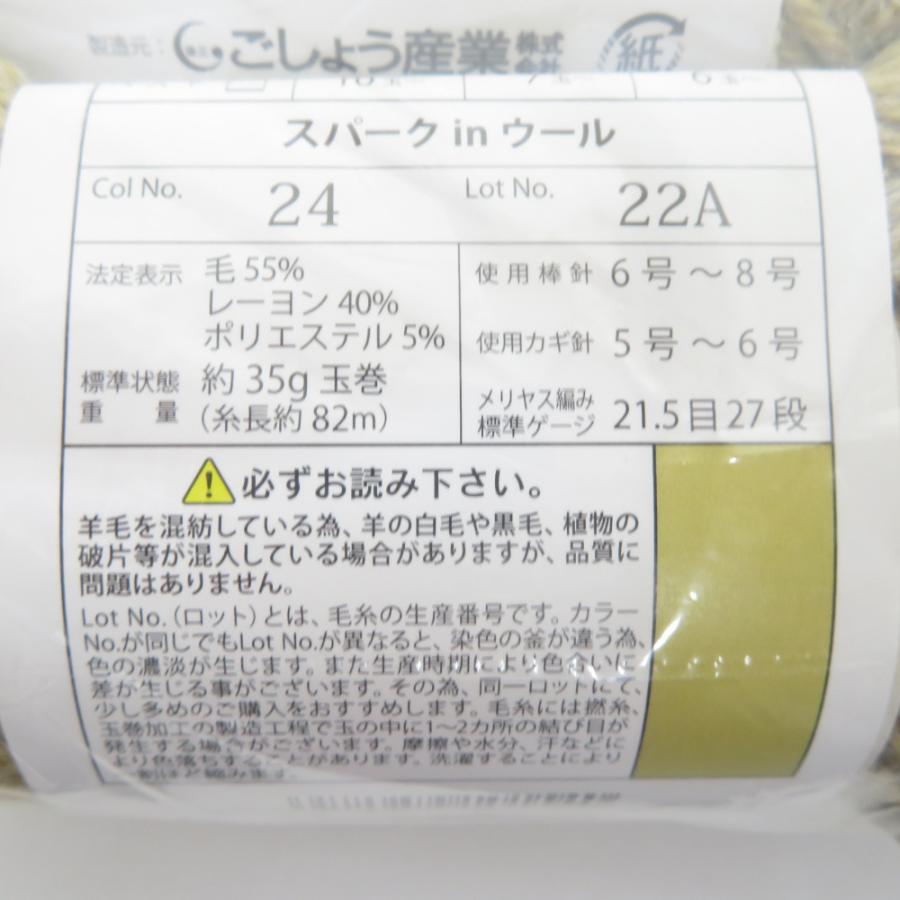 製造元: ごしょう産業株式会社 紙
スパーク in ウール
Col No. 24 Lot No. 22A
法定表示 毛 55%
レーヨン 40%
ポリエステル 5%
標準状態重量 約 35g 玉巻
(糸長約 82m)
使用棒針 6号〜8号
使用カギ針 5号〜6号
メリヤス編み標準ゲージ 21.5目27段
必ずお読み下さい。
羊毛を混紡している為、羊の白毛や黒毛、植物の
破片等が混入している場合がありますが、品質に
問題はありません。
Lot No.(ロット)とは、毛糸の生産番号です。カラー
No.が同じでもLot No.が異なると、染色の釜が違う為、
色の濃淡が生じます。また生産時期により色合いに
差が生じる事がございます。その為、同一ロットにて、
少し多めのご購入をおすすめします。毛糸には撚糸、
玉巻加工の製造工程で玉の中に1〜2カ所の結び目が
発生する場合がございます。摩擦や水分、汗などに
より色落ちすることがあります。洗濯することにより
割ほど縮みます。